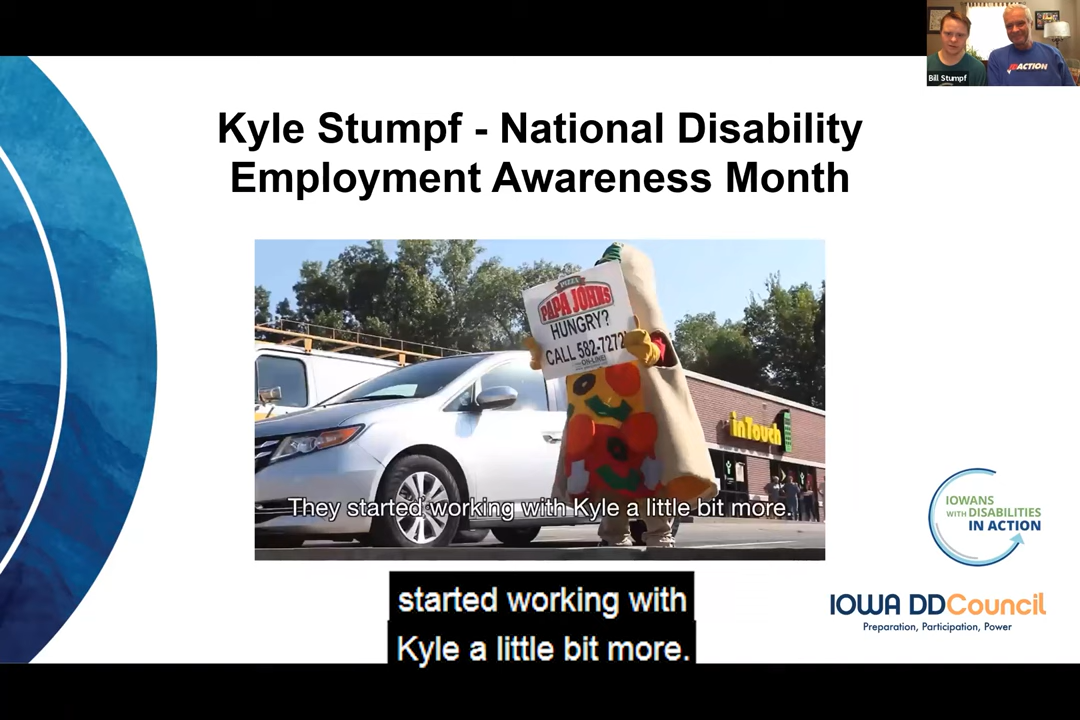 Bill Stumpf
ACTION
Kyle Stumpf - National Disability
Employment Awareness Month
PIZZA
PAPA JOHNS
HUNGRY?
CALL 582-7272
inTouch
They started working with Kyle a little bit more.
IOWANS
WITH DISABILITIES
IN ACTION
IOWA DDCouncil
Preparation, Participation, Power
started working with
Kyle a little bit more.